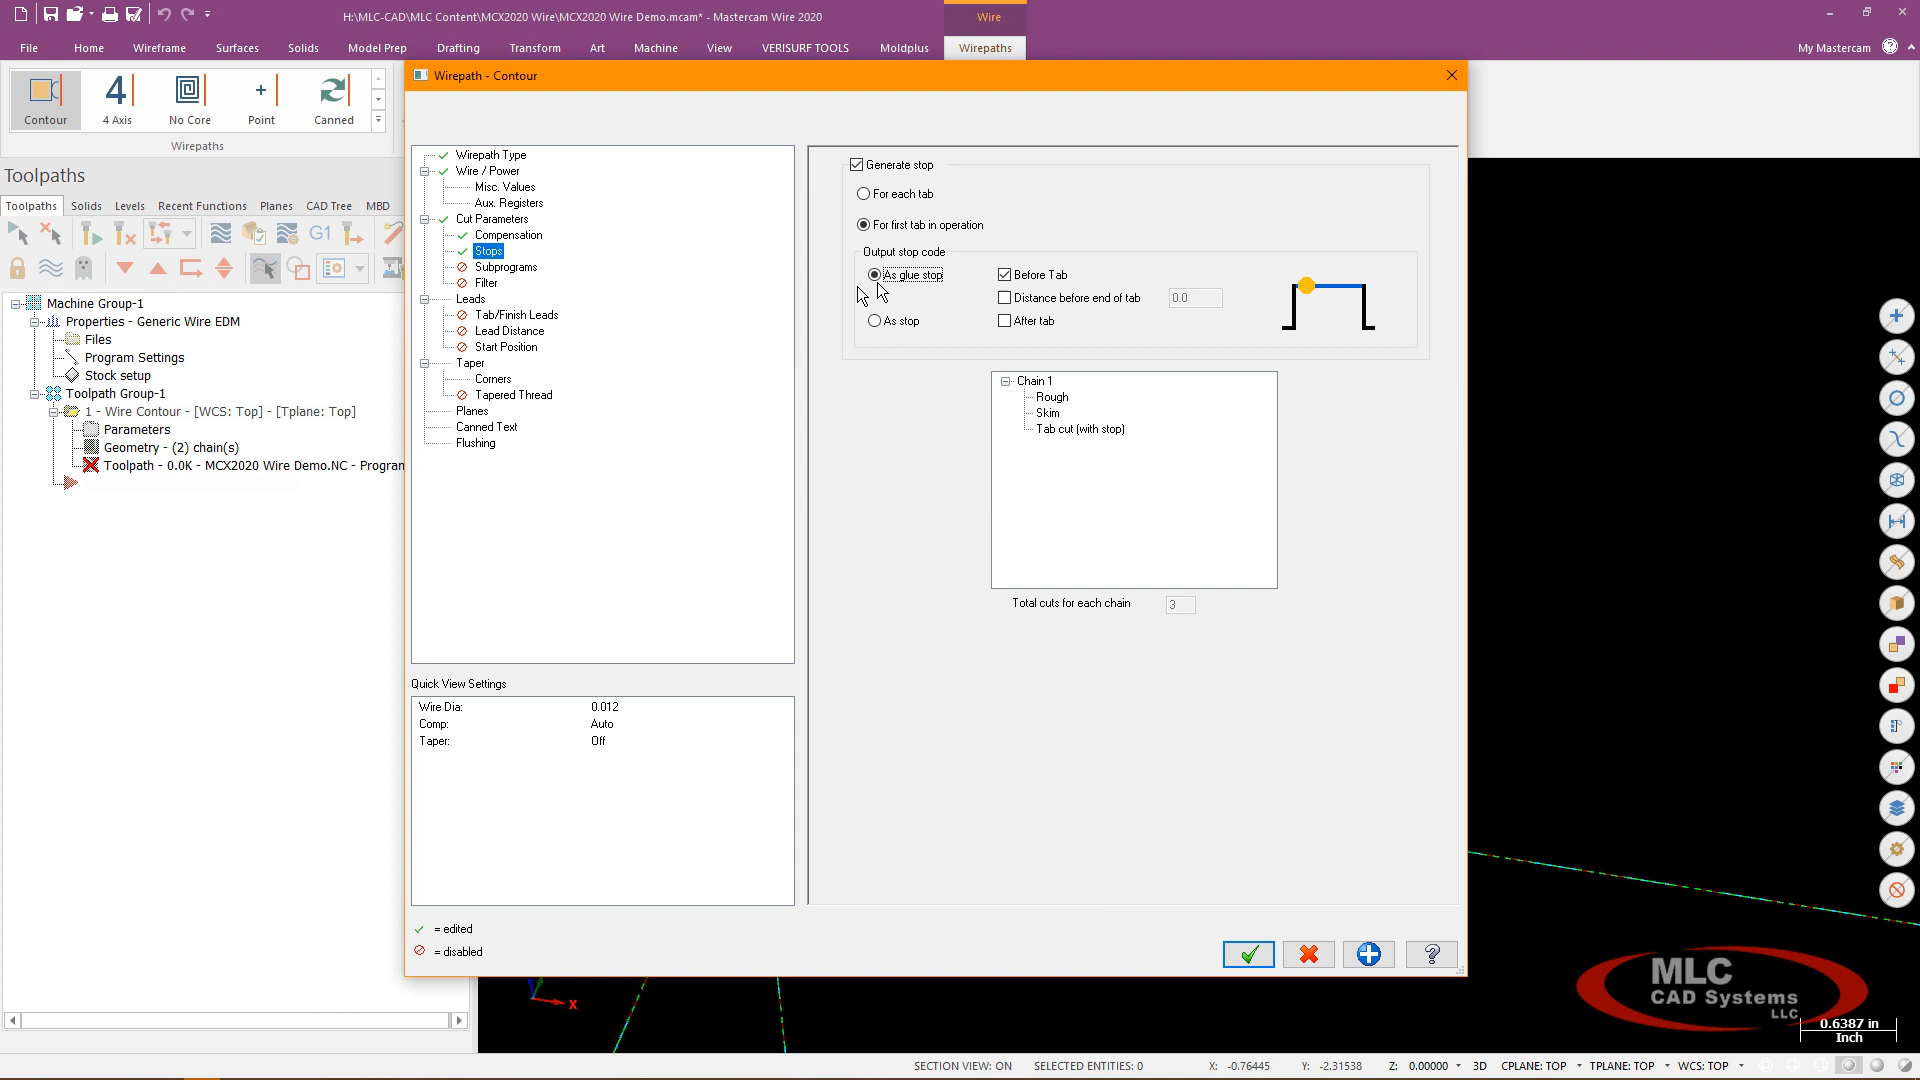 H:\MLC-CAD\MLC Content\MCX2020 Wire\MCX2020 Wire Demo.mcam* - Mastercam Wire 2020
Wire
File Home Wireframe Surfaces Solids Model Prep Drafting Transform Art Machine View VERISURF TOOLS Moldplus Wirepaths My Mastercam
Contour 4 Axis No Core Point Canned
Wirepaths
Toolpaths
Toolpaths Solids Levels Recent Functions Planes CAD Tree MBD
G1
Machine Group-1
Properties - Generic Wire EDM
Files
Program Settings
Stock setup
Toolpath Group-1
1 - Wire Contour - [WCS: Top] - [Tplane: Top]
Parameters
Geometry - (2) chain(s)
Toolpath - 0.0K - MCX2020 Wire Demo.NC - Program
Wirepath - Contour
Wirepath Type
Wire / Power
Misc. Values
Aux. Registers
Cut Parameters
Compensation
Stops
Subprograms
Filter
Leads
Tab/Finish Leads
Lead Distance
Start Position
Taper
Corners
Tapered Thread
Planes
Canned Text
Flushing
Quick View Settings
Wire Dia: 0.012
Comp: Auto
Taper: Off
= edited
= disabled
Generate stop
For each tab
For first tab in operation
Output stop code
As glue stop Before Tab
Distance before end of tab 0.0
As stop After tab
Chain 1
Rough
Skim
Tab cut (with stop)
Total cuts for each chain 3
X
MLC
CAD Systems
LLC
0.6387 in
Inch
SECTION VIEW: ON SELECTED ENTITIES: 0 X: -0.76445 Y: -2.31538 Z: 0.00000 3D CPLANE: TOP TPLANE: TOP WCS: TOP